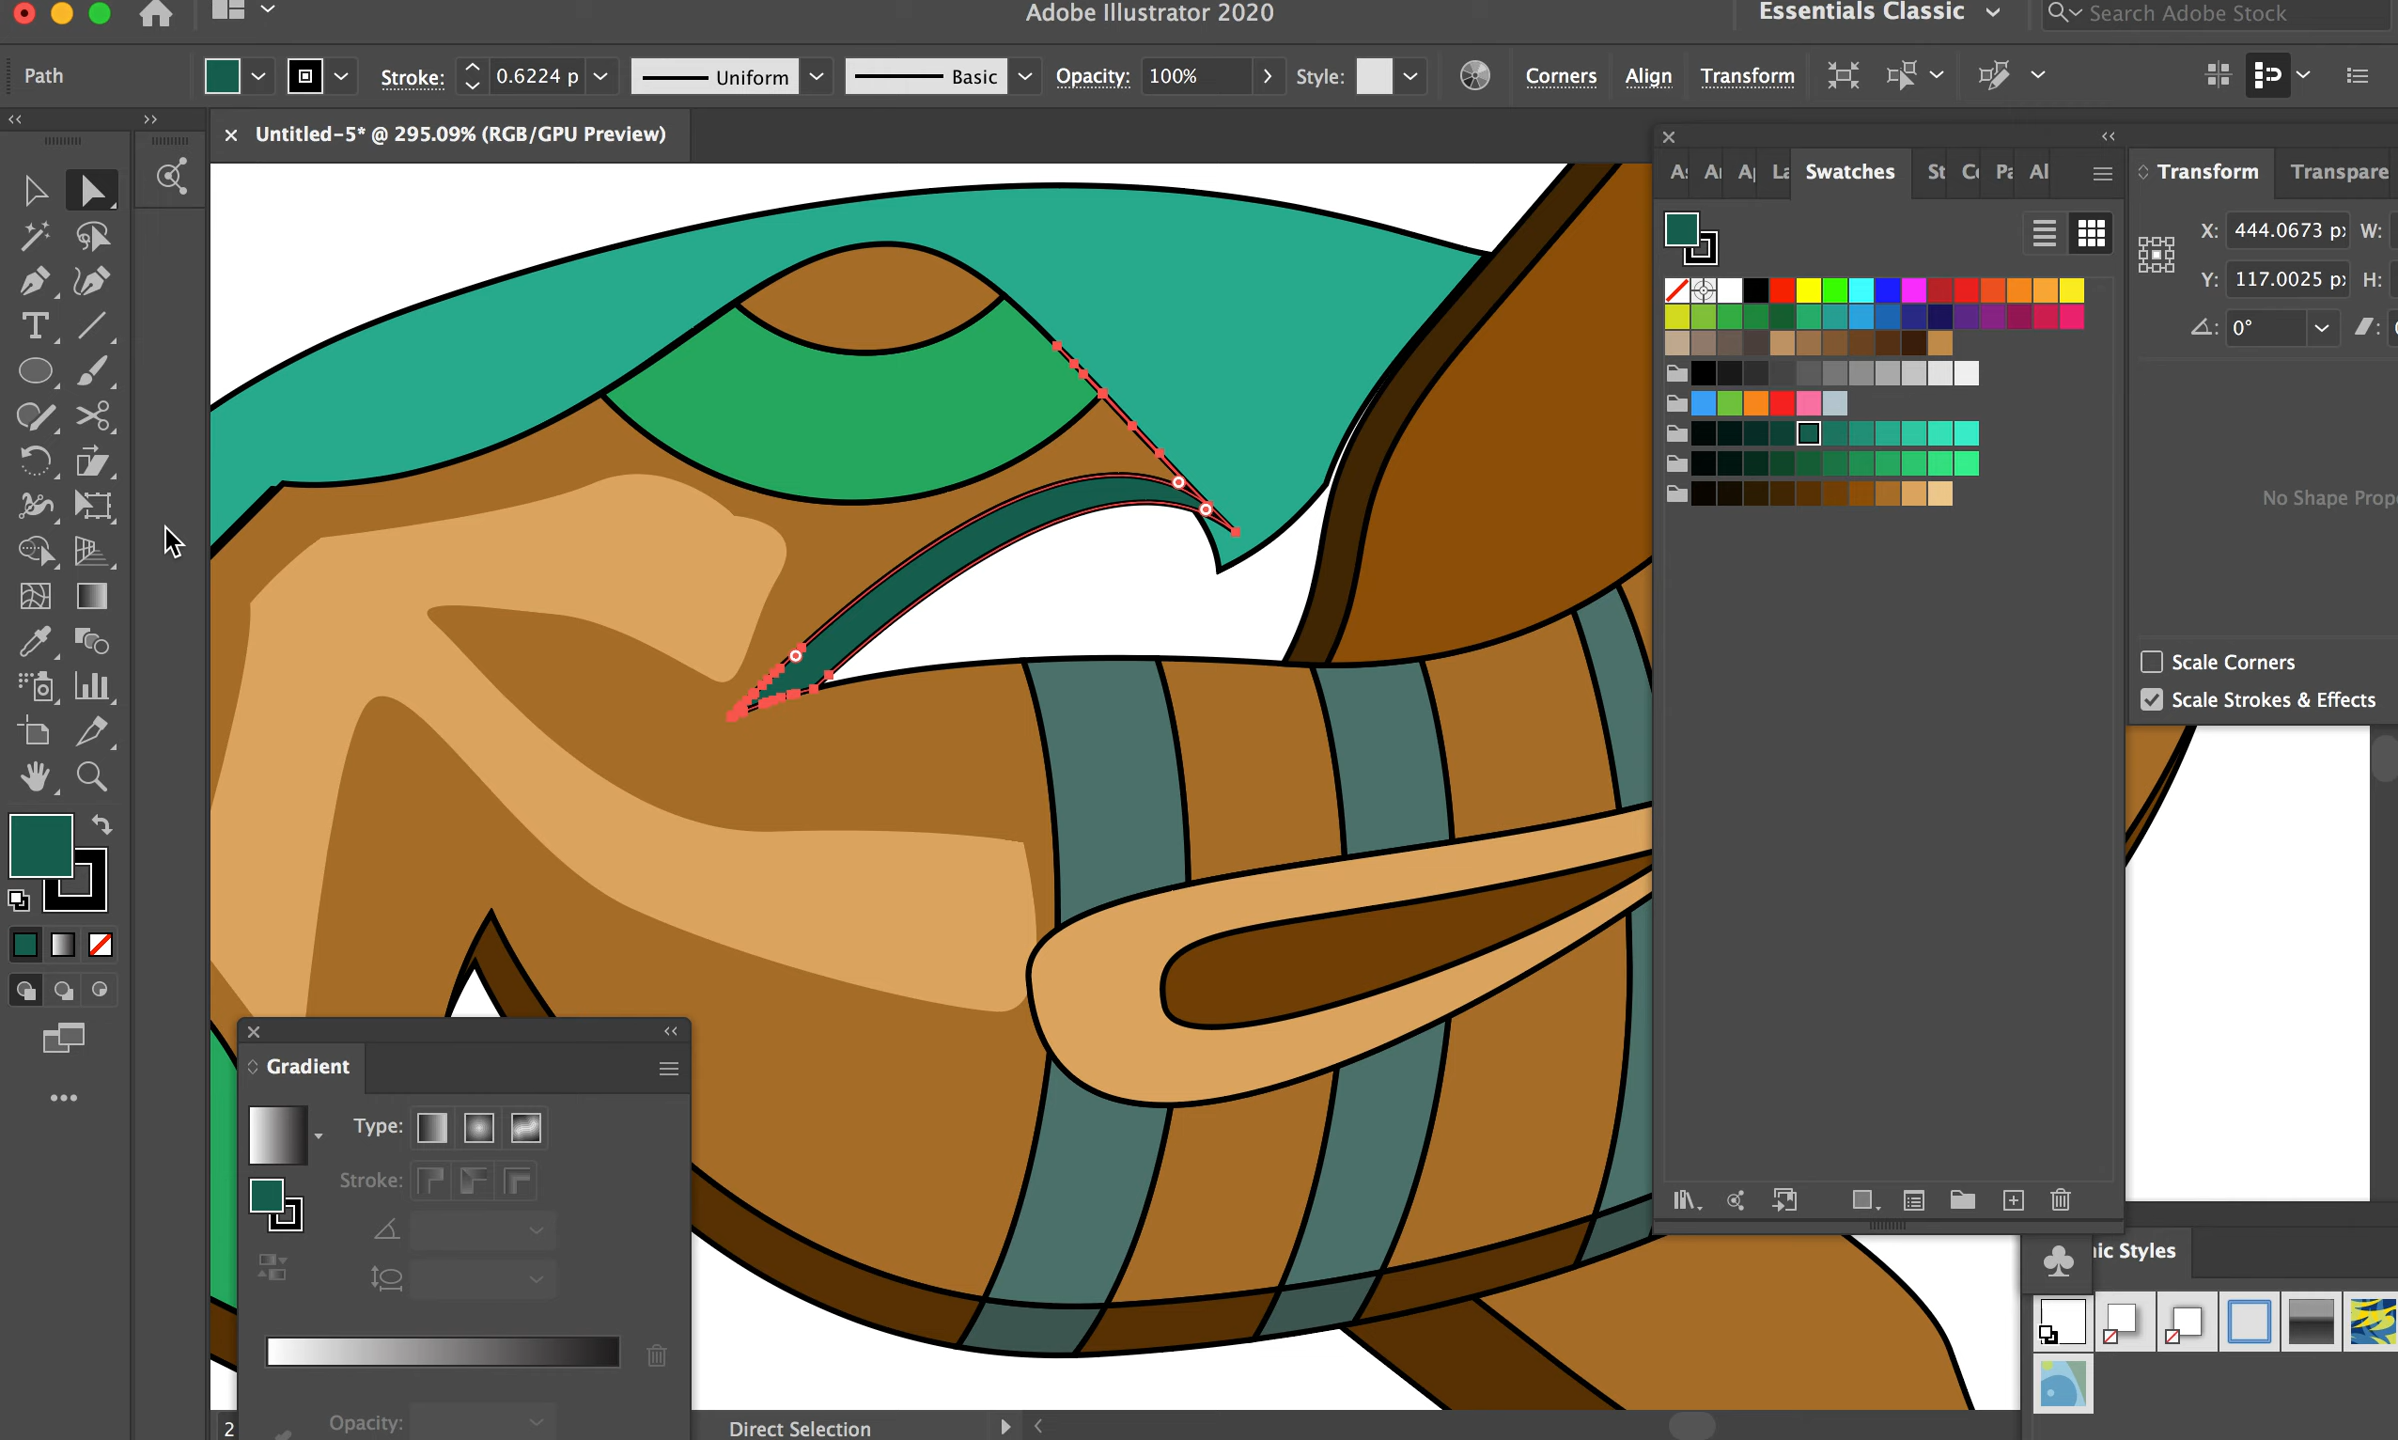 Adobe Illustrator 2020
Essentials Classic
Search Adobe Stock
Path
Stroke:
0.6224 p
Uniform
Basic
Opacity:
100%
Style:
Corners
Align
Transform
Untitled-5* @ 295.09% (RGB/GPU Preview)
Swatches
St
Al
Transform
Transpare
X:
444.0673 p
W:
Y:
117.0025 p
H:
0°
No Shape Prop
Scale Corners
Scale Strokes & Effects
Gradient
Type:
Stroke:
Opacity:
ic Styles
2
Direct Selection